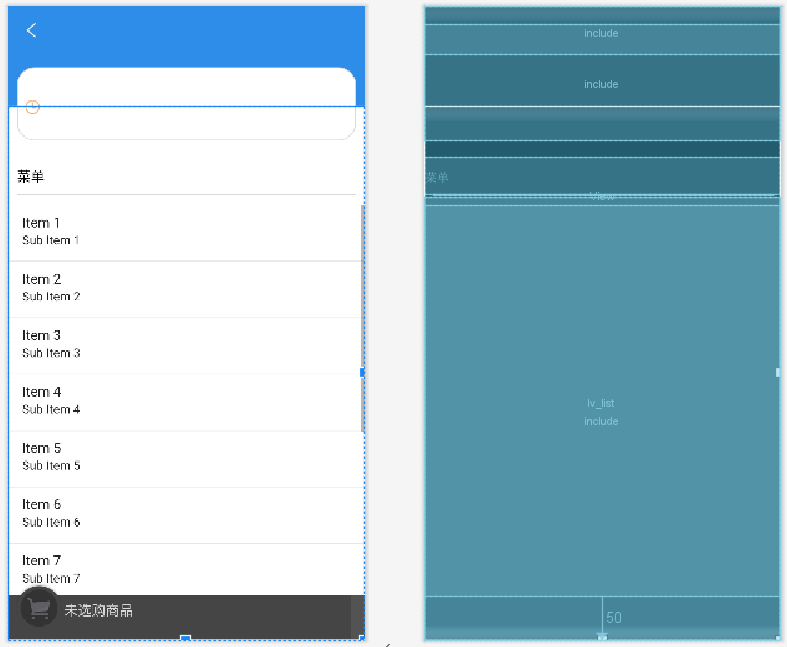 菜单
Item 1
Sub Item 1
Item 2
Sub Item 2
Item 3
Sub Item 3
Item 4
Sub Item 4
Item 5
Sub Item 5
Item 6
Sub Item 6
Item 7
Sub Item 7
未选购商品
include
include
菜单
View
lv_list
include
50